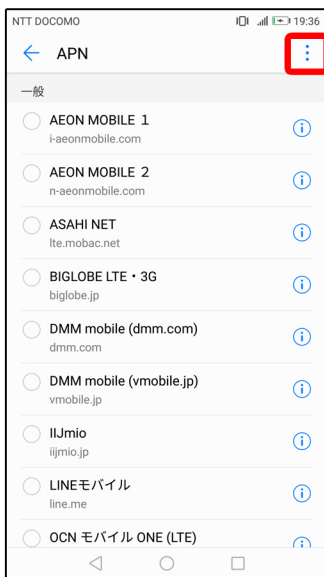 NTT DOCOMO 19:36
APN
一般
AEON MOBILE 1
i-aeonmobile.com
AEON MOBILE 2
n-aeonmobile.com
ASAHI NET
lte.mobac.net
BIGLOBE LTE・3G
biglobe.jp
DMM mobile (dmm.com)
dmm.com
DMM mobile (vmobile.jp)
vmobile.jp
IIJmio
iijmio.jp
LINEモバイル
line.me
OCN モバイル ONE (LTE)